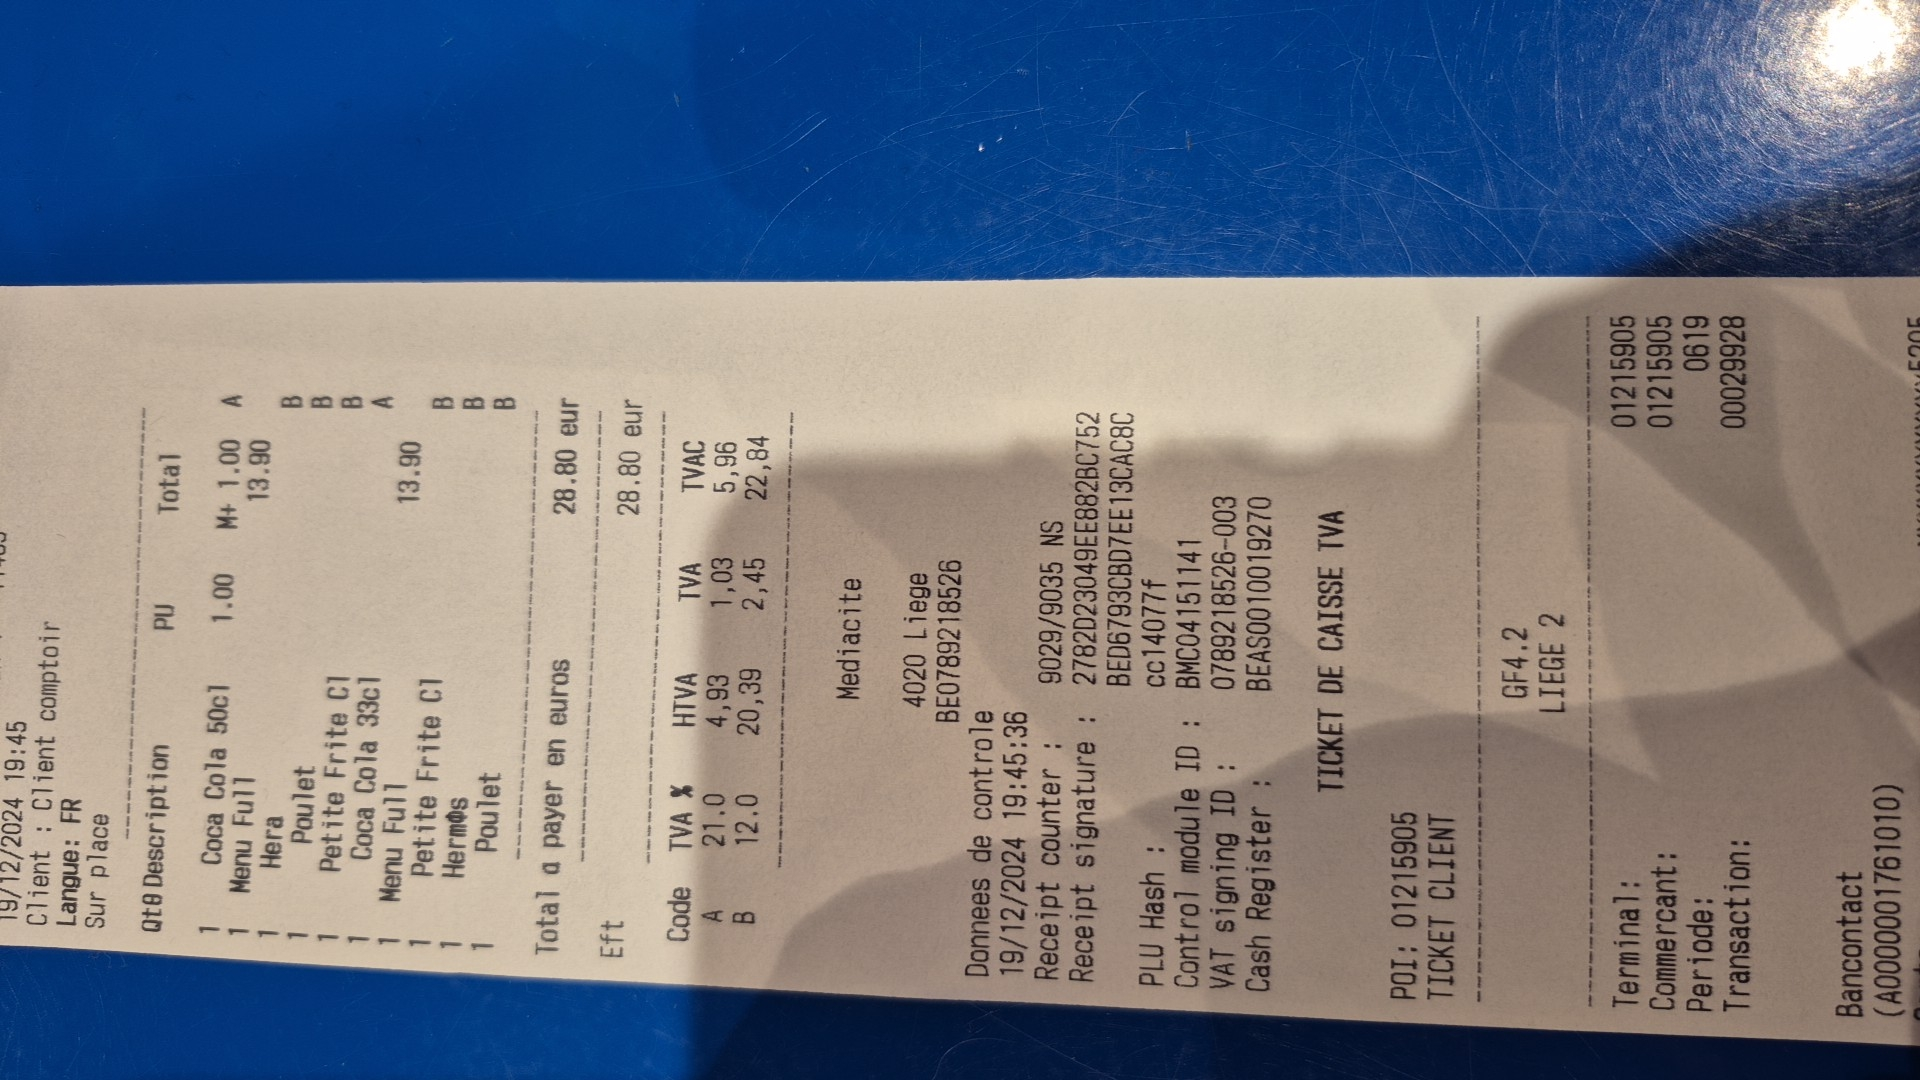 19/12/2024 19:45
Client : Client comptoir
Langue: FR
Sur place
Qtθ Description PU Total
1 Coca Cola 50cl 1.00 M+ 1.00 A
1 Menu Full 13.90
1 Hera B
1 Poulet B
1 Petite Frite Cl B
1 Coca Cola 33cl A
1 Menu Full 13.90
1 Petite Frite Cl B
1 HermΦs B
1 Poulet B
Total a payer en euros 28.80 eur
Eft 28.80 eur
Code TVA % HTVA TVA TVAC
A 21.0 4,93 1,03 5,96
B 12.0 20,39 2,45 22,84
Mediacite
4020 Liege
BE0789218526
Donnees de controle
19/12/2024 19:45:36
Receipt counter : 9029/9035 NS
Receipt signature : 2782D23049EE882BC752
BED6793CBD7EE13CAC8C
PLU Hash : cc14077f
Control module ID : BMC04151141
VAT signing ID : 0789218526-003
Cash Register : BEAS0010019270
TICKET DE CAISSE TVA
POI: 01215905
TICKET CLIENT
GF4.2
LIEGE 2
Terminal: 01215905
Commercant: 01215905
Periode: 0619
Transaction: 00029928
Bancontact
(A0000001761010)